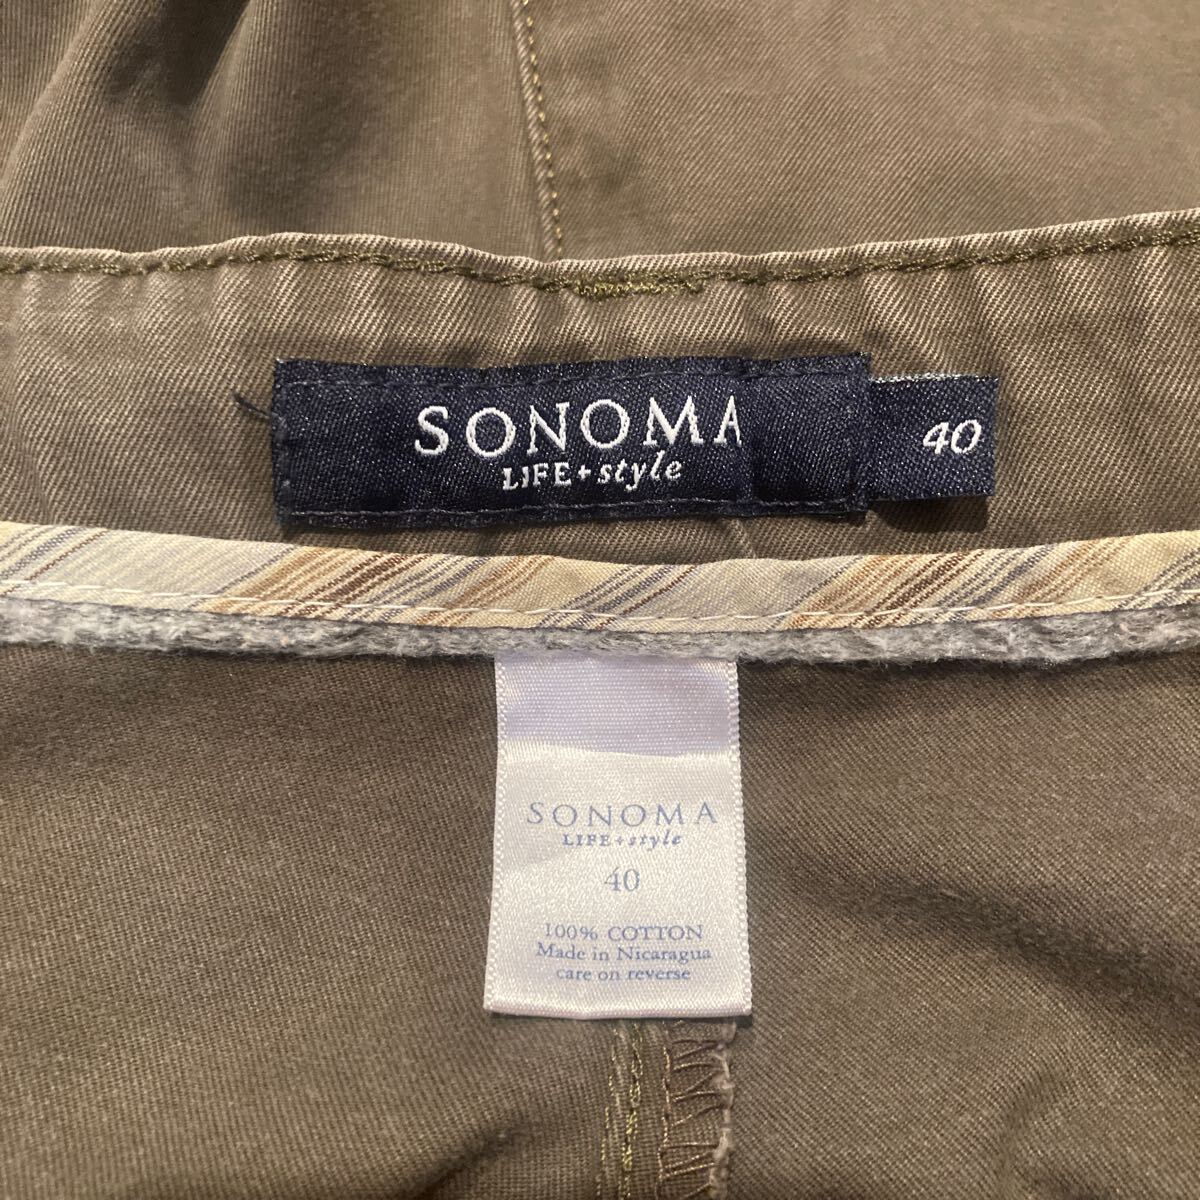 SONOMA
LIFE+style
40
SONOMA
LIFE+style
40
100% COTTON
Made in Nicaragua
care on reverse